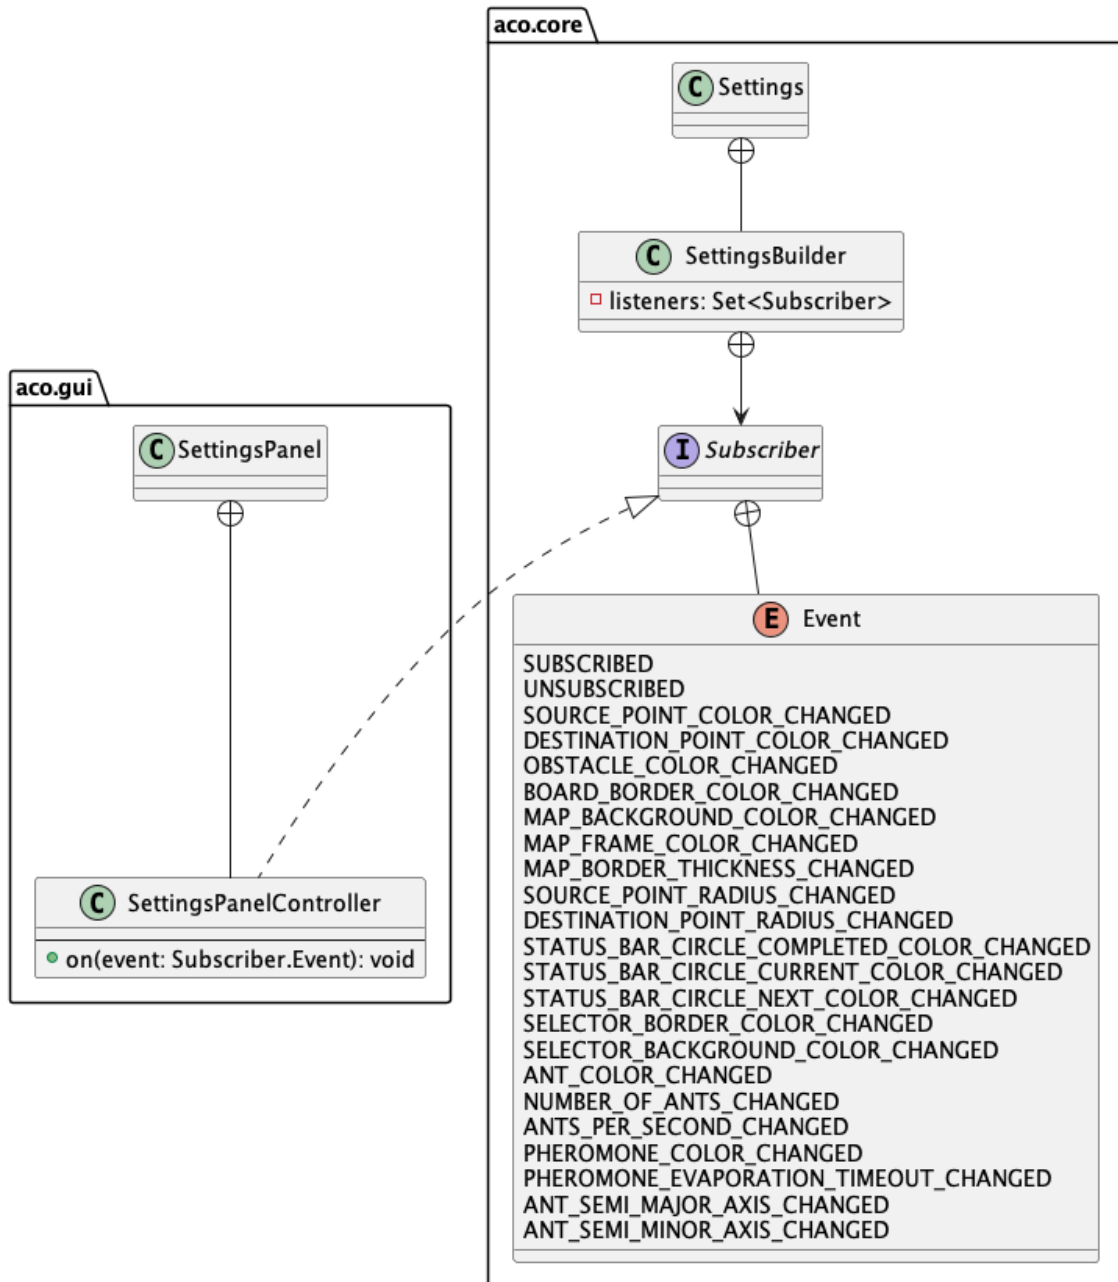 aco.core
C Settings
C SettingsBuilder
listeners: Set<Subscriber>
aco.gui
C SettingsPanel
I Subscriber
E Event
SUBSCRIBED
UNSUBSCRIBED
SOURCE_POINT_COLOR_CHANGED
DESTINATION_POINT_COLOR_CHANGED
OBSTACLE_COLOR_CHANGED
BOARD_BORDER_COLOR_CHANGED
MAP_BACKGROUND_COLOR_CHANGED
MAP_FRAME_COLOR_CHANGED
MAP_BORDER_THICKNESS_CHANGED
SOURCE_POINT_RADIUS_CHANGED
DESTINATION_POINT_RADIUS_CHANGED
STATUS_BAR_CIRCLE_COMPLETED_COLOR_CHANGED
STATUS_BAR_CIRCLE_CURRENT_COLOR_CHANGED
STATUS_BAR_CIRCLE_NEXT_COLOR_CHANGED
SELECTOR_BORDER_COLOR_CHANGED
SELECTOR_BACKGROUND_COLOR_CHANGED
ANT_COLOR_CHANGED
NUMBER_OF_ANTS_CHANGED
ANTS_PER_SECOND_CHANGED
PHEROMONE_COLOR_CHANGED
PHEROMONE_EVAPORATION_TIMEOUT_CHANGED
ANT_SEMI_MAJOR_AXIS_CHANGED
ANT_SEMI_MINOR_AXIS_CHANGED
C SettingsPanelController
on(event: Subscriber.Event): void